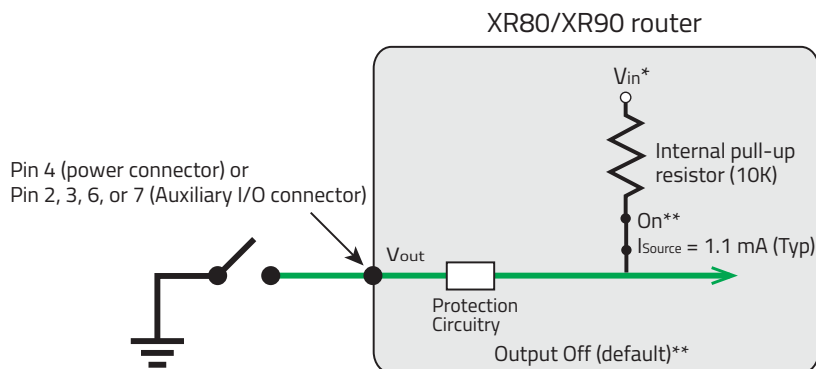 XR80/XR90 router
Vin*
Internal pull-up
resistor (10K)
Pin 4 (power connector) or
Pin 2, 3, 6, or 7 (Auxiliary I/O connector)
On**
ISource = 1.1 mA (Typ)
Vout
Protection
Circuitry
Output Off (default)**